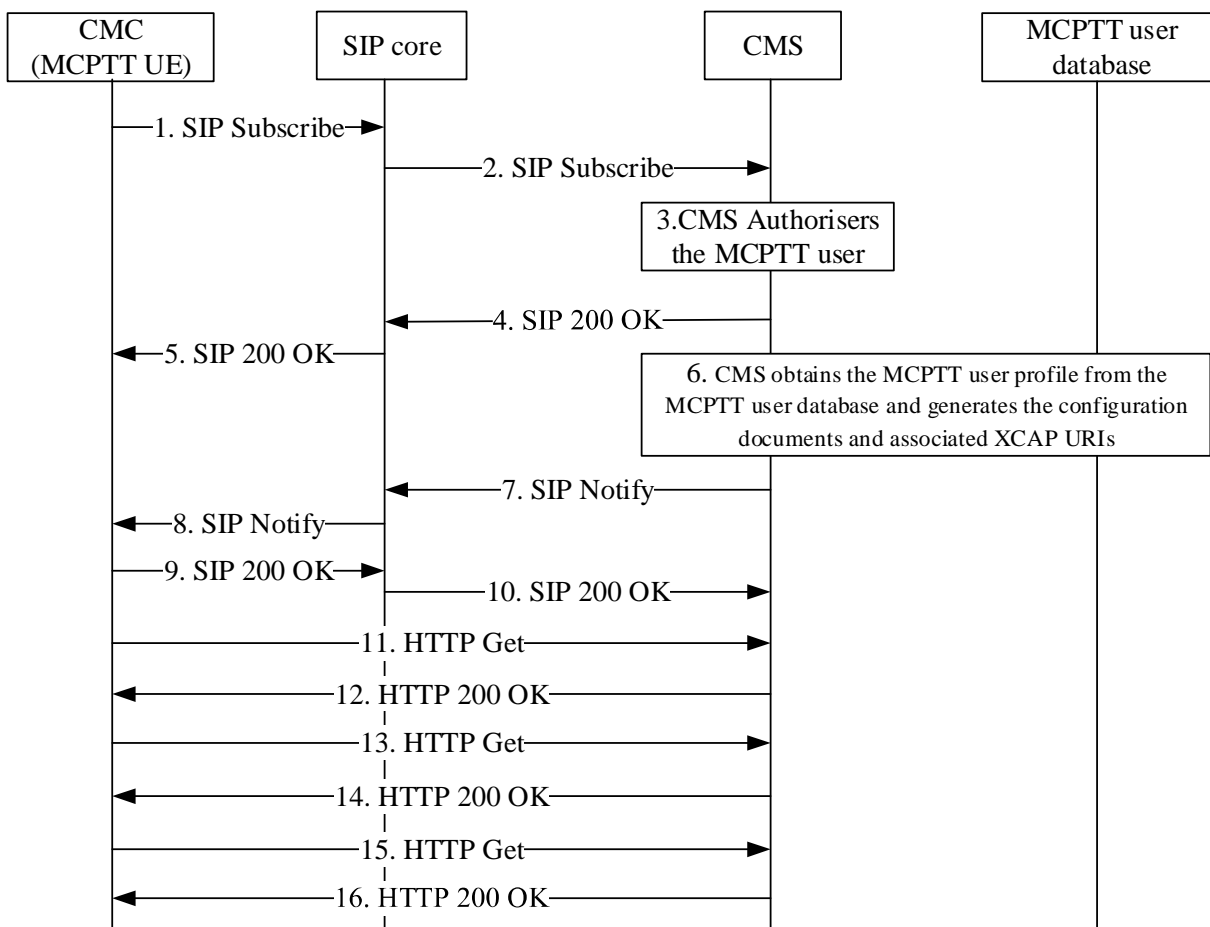 CMC
(MCPTT UE)
SIP core
CMS
MCPTT user
database
1. SIP Subscribe
2. SIP Subscribe
3.CMS Authorisers
the MCPTT user
4. SIP 200 OK
5. SIP 200 OK
6. CMS obtains the MCPTT user profile from the
MCPTT user database and generates the configuration
documents and associated XCAP URIs
7. SIP Notify
8. SIP Notify
9. SIP 200 OK
10. SIP 200 OK
11. HTTP Get
12. HTTP 200 OK
13. HTTP Get
14. HTTP 200 OK
15. HTTP Get
16. HTTP 200 OK